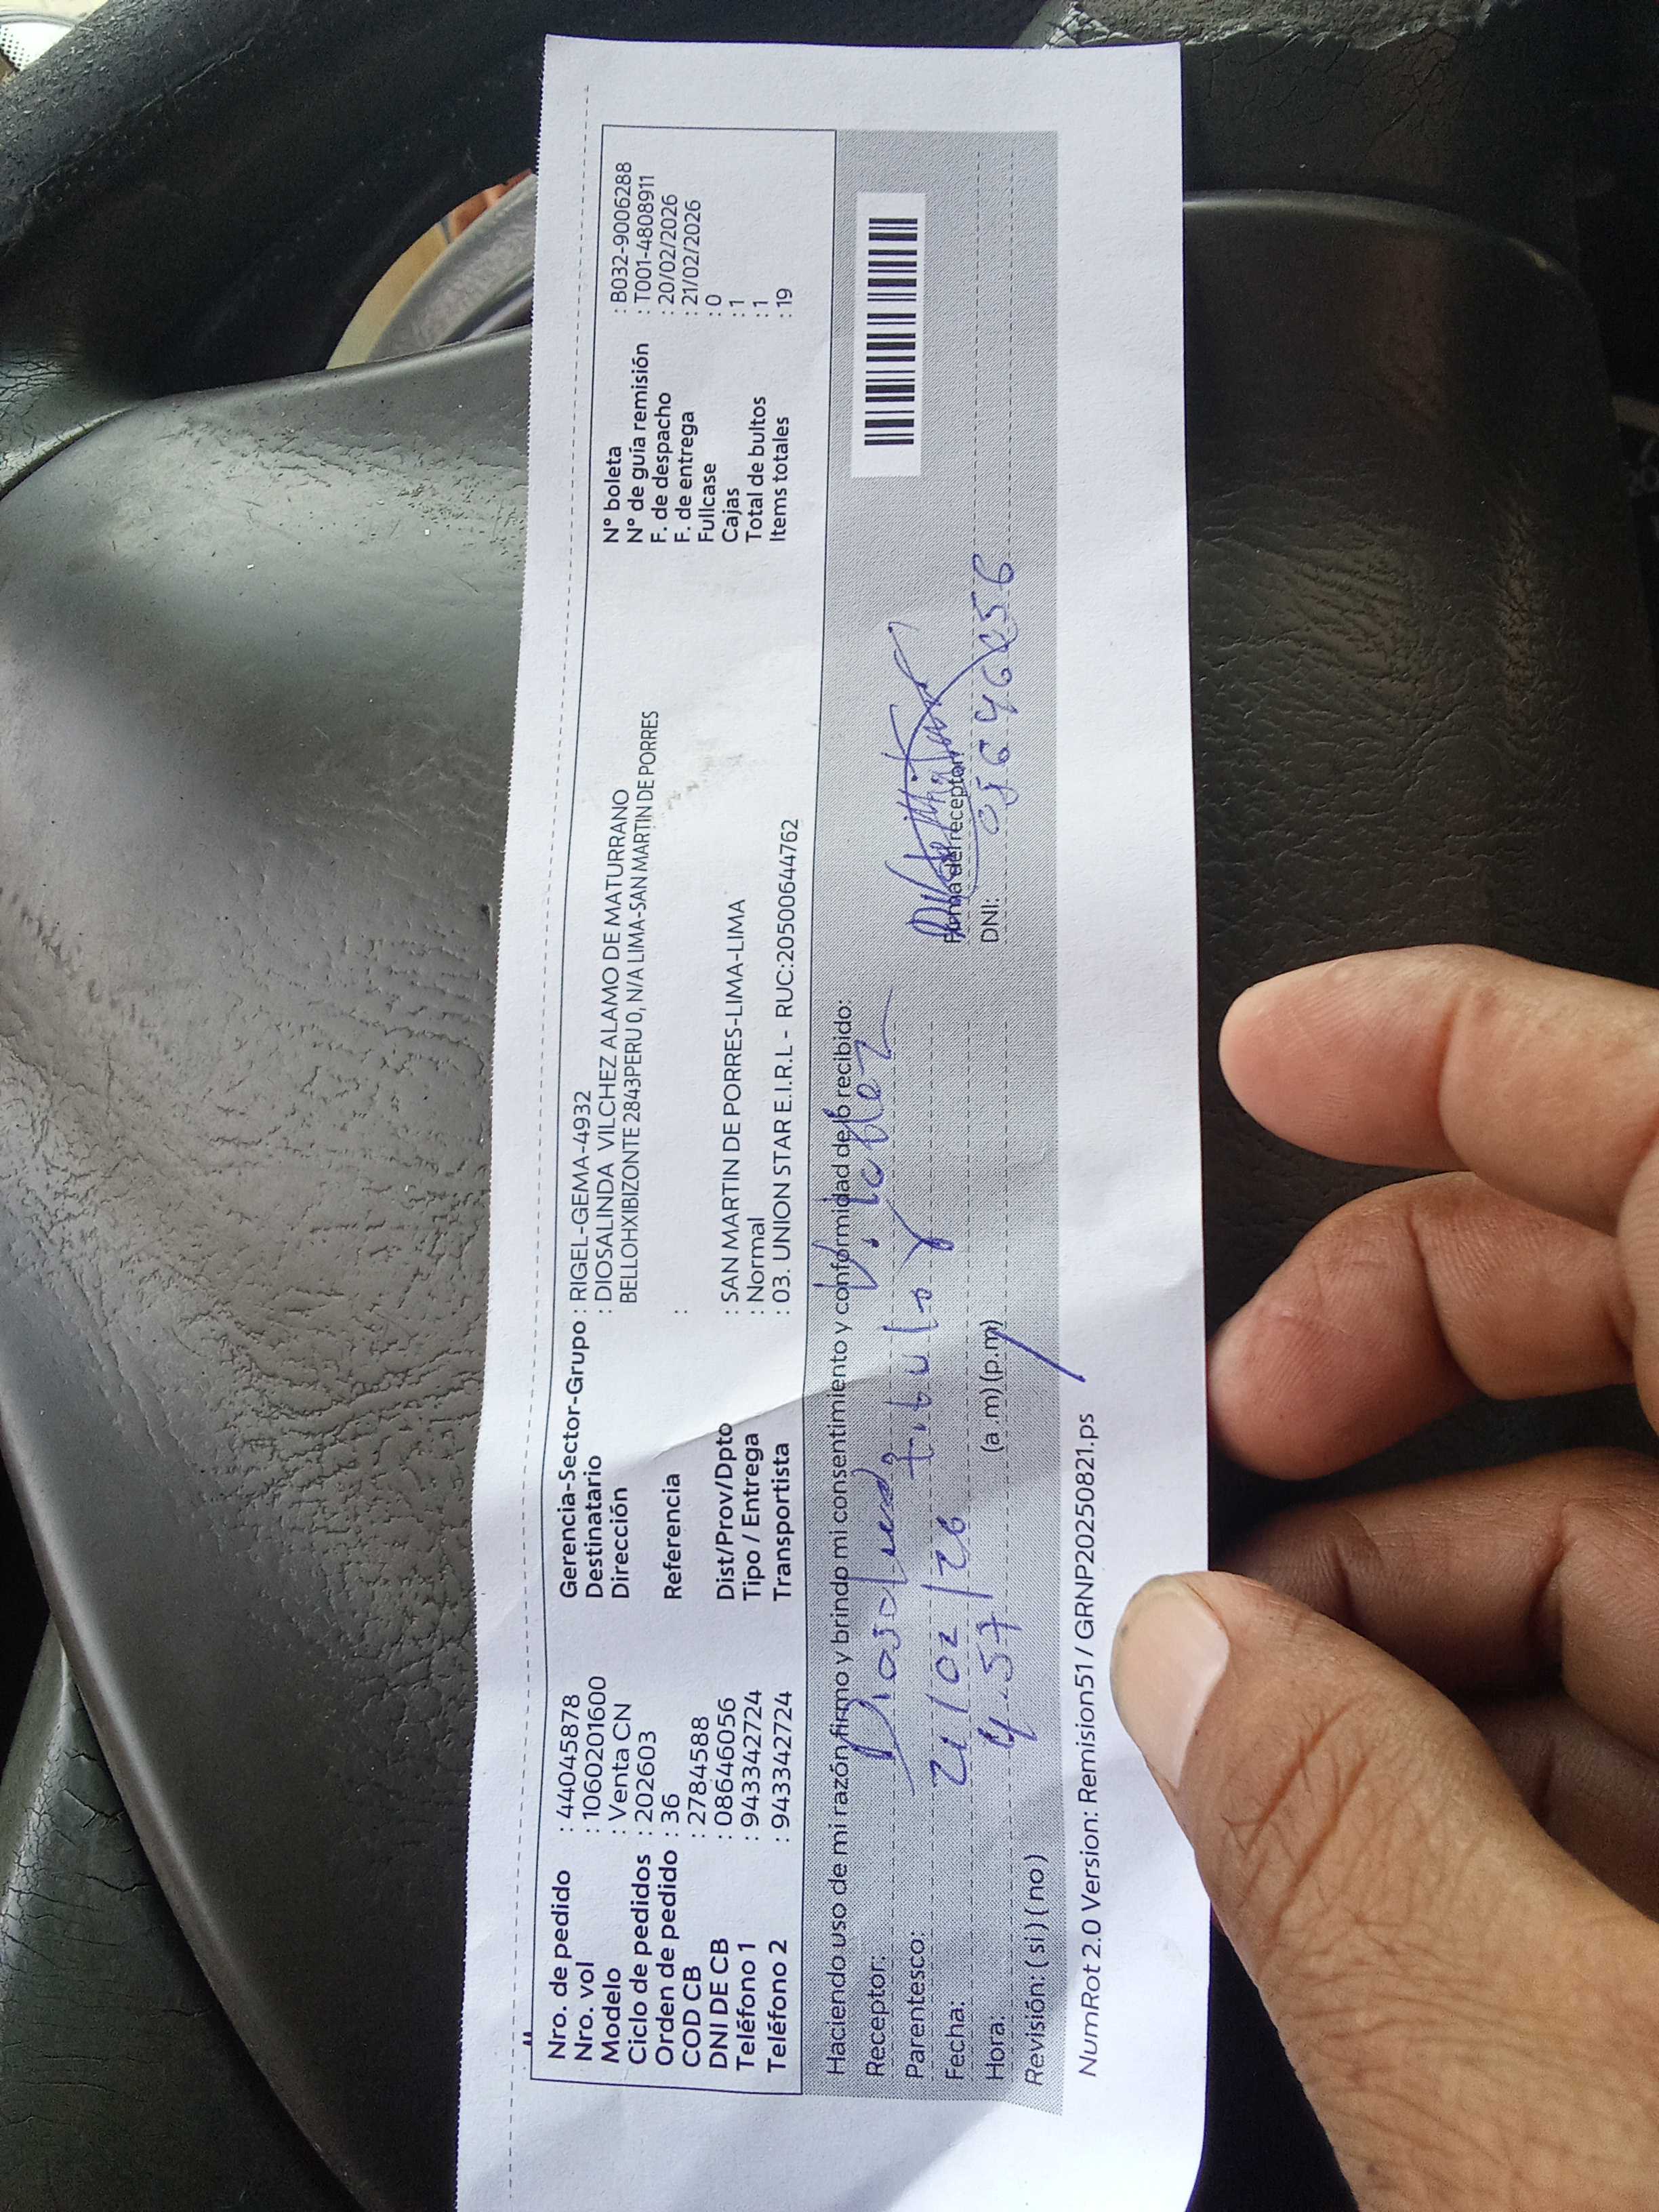 Nro. de pedido : 44045878
Nro. vol : 1060201600
Modelo : Venta CN
Ciclo de pedidos : 202603
Orden de pedido : 36
COD CB : 2784588
DNI DE CB : 08646056
Teléfono 1 : 943342724
Teléfono 2 : 943342724
Gerencia-Sector-Grupo : RIGEL-GEMA-4932
Destinatario : DIOSALINDA VILCHEZ ALAMO DE MATURRANO
Dirección BELLOHXIBIZONTE 2843PERU 0, N/A LIMA-SAN MARTIN DE PORRES
Referencia :
Dist/Prov/Dpto : SAN MARTIN DE PORRES-LIMA-LIMA
Tipo / Entrega : Normal
Transportista : 03. UNION STAR E.I.R.L - RUC:20500644762
N° boleta : B032-9006288
N° de guía remisión : T001-4808911
F. de despacho : 20/02/2026
F. de entrega : 21/02/2026
Fullcase : 0
Cajas : 1
Total de bultos : 1
Items totales : 19
Haciendo uso de mi razón firmo y brindo mi consentimiento y conformidad de lo recibido:
Receptor: Vilchez
Parentesco: titular
Fecha: 21/02/26
Hora: 4:57 (a.m) (p.m)
Revisión: ( si ) ( no )
Firma del receptor
DNI:
NumRot 2.0 Version: Remision51 / GRNP20250821.ps